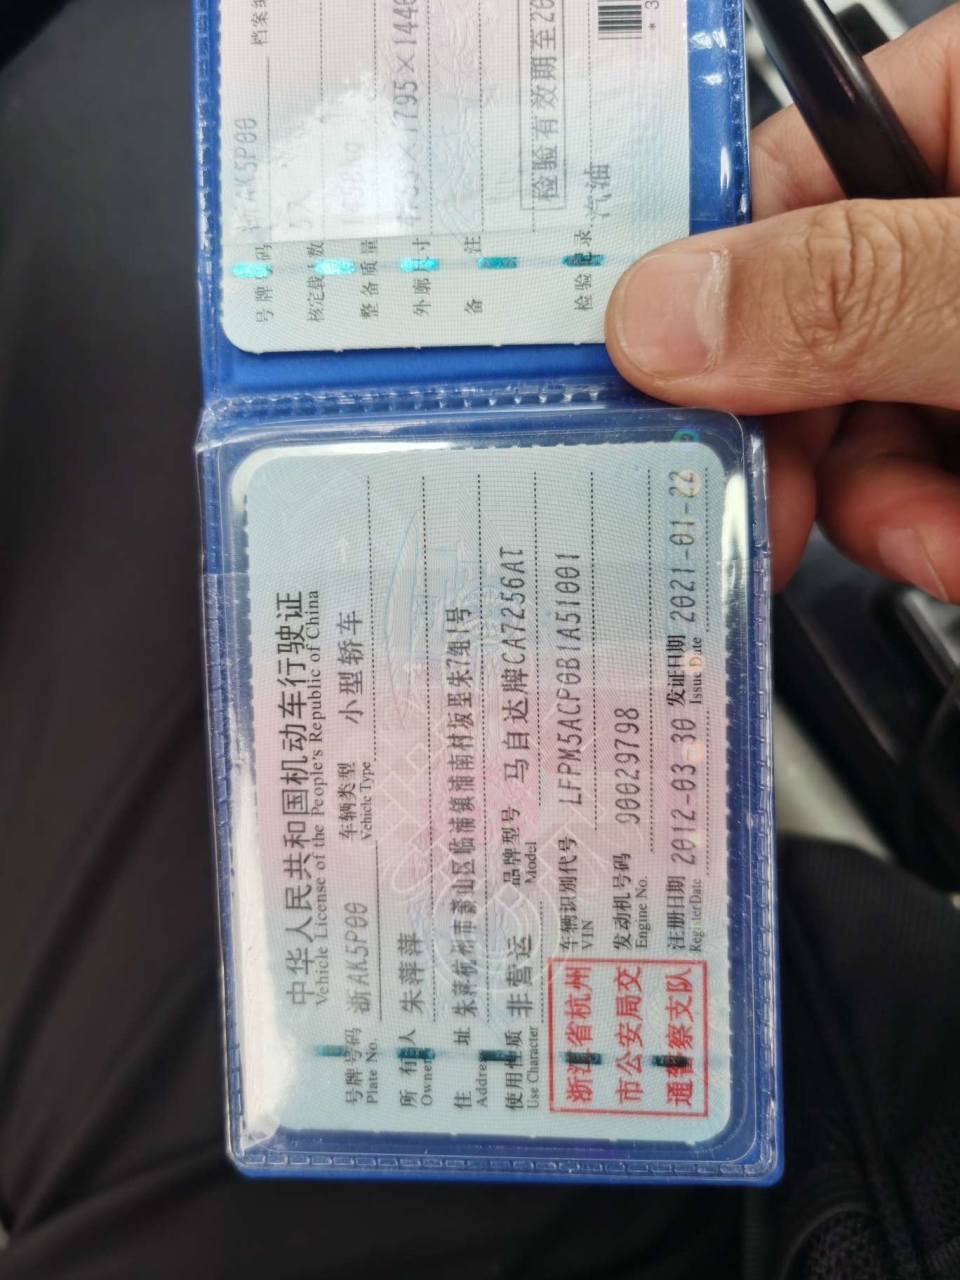 中华人民共和国机动车行驶证
Vehicle License of the People's Republic of China
号牌号码 浙AK5P00 车辆类型 小型轿车
Plate No. Vehicle Type
所有人 朱萍萍
Owner
住址 杭州市萧山区临浦镇浦南村坂里朱7组1号
Address
使用性质 非营运 品牌型号 马自达牌CA7256AT
Use Character Model
浙江省杭州
市公安局交
通警察支队
车辆识别代号 LFPM5ACP0B1A51001
VIN
发动机号码 90029798
Engine No.
注册日期 2012-03-30 发证日期 2021-01-22
Register Date Issue Date
号牌号码 浙AK5P00 档案编
核定载人数
整备质量
外廓尺寸 ×1795×1446
备注
检验有效期至20
检验记录 汽油
* 3